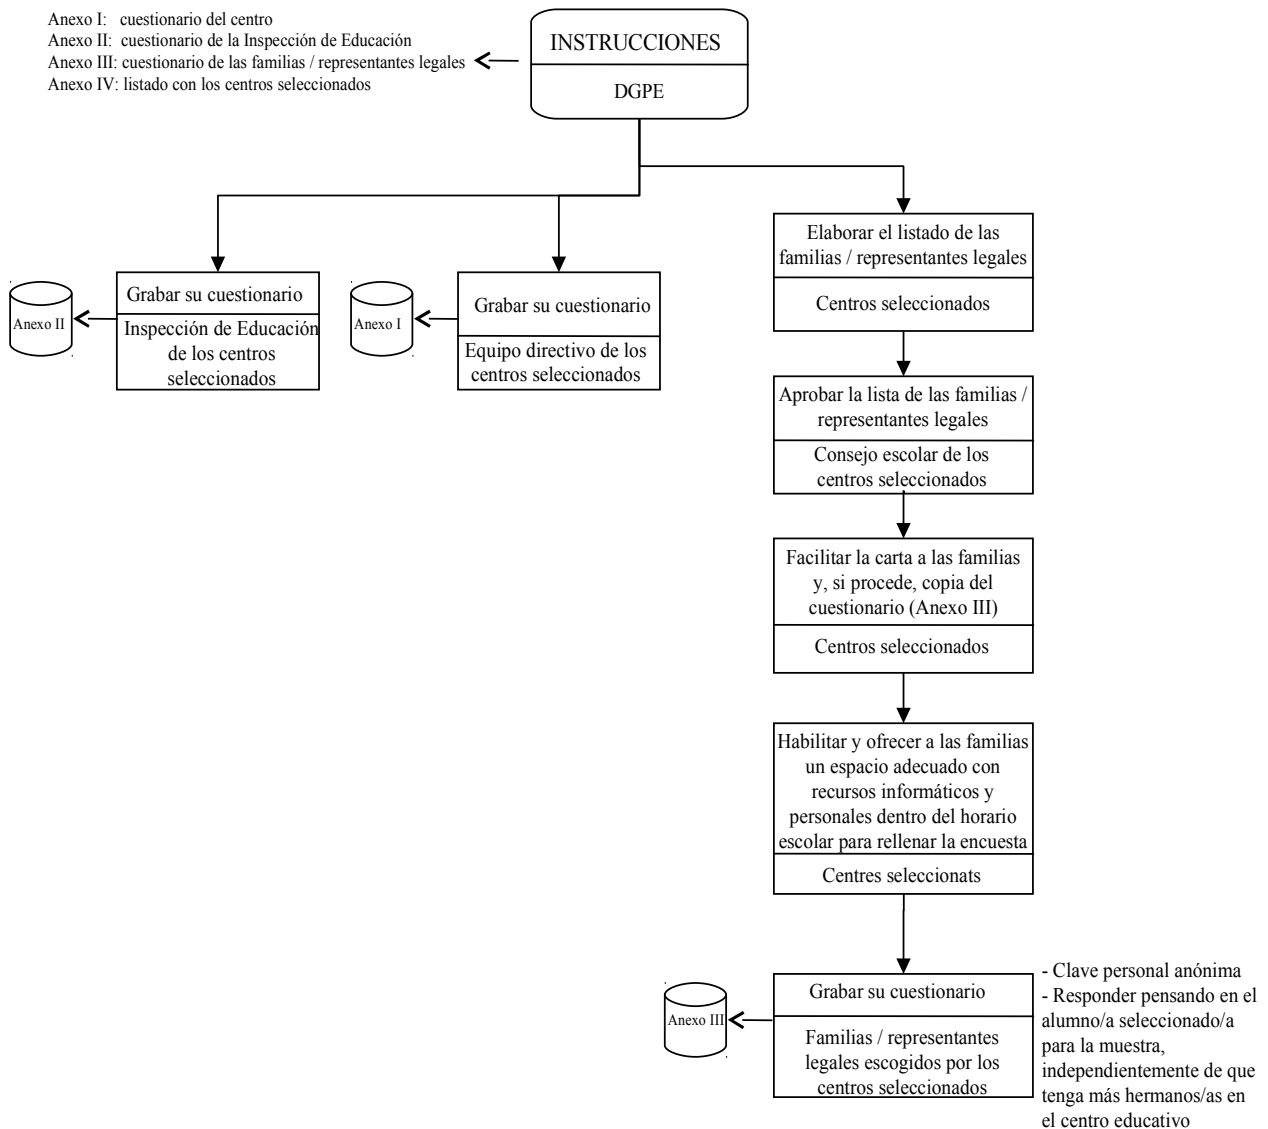 Anexo I: cuestionario del centro
Anexo II: cuestionario de la Inspección de Educación
Anexo III: cuestionario de las familias / representantes legales
Anexo IV: listado con los centros seleccionados
INSTRUCCIONES
DGPE
Anexo II
Grabar su cuestionario
Inspección de Educación
de los centros
seleccionados
Anexo I
Grabar su cuestionario
Equipo directivo de los
centros seleccionados
Elaborar el listado de las
familias / representantes legales
Centros seleccionados
Aprobar la lista de las familias /
representantes legales
Consejo escolar de los
centros seleccionados
Facilitar la carta a las familias
y, si procede, copia del
cuestionario (Anexo III)
Centros seleccionados
Habilitar y ofrecer a las familias
un espacio adecuado con
recursos informáticos y
personales dentro del horario
escolar para rellenar la encuesta
Centres seleccionats
Anexo III
Grabar su cuestionario
Familias / representantes
legales escogidos por los
centros seleccionados
- Clave personal anónima
- Responder pensando en el
alumno/a seleccionado/a
para la muestra,
independientemente de que
tenga más hermanos/as en
el centro educativo